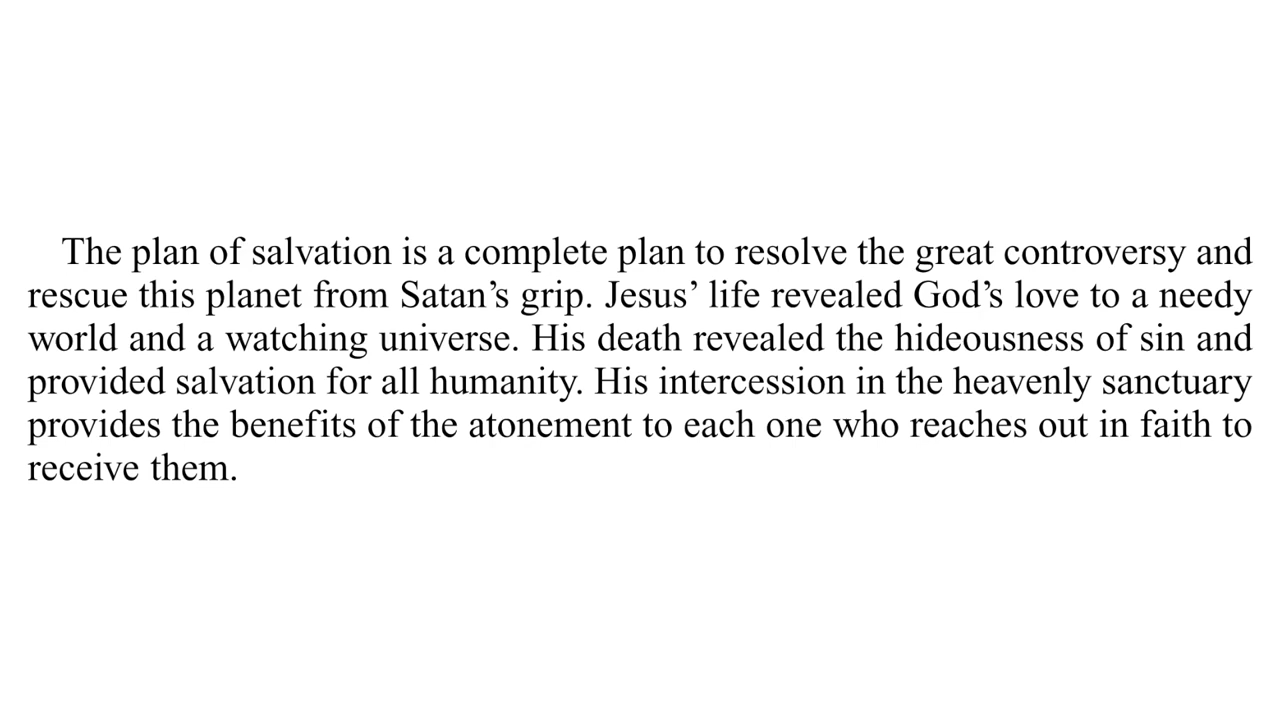 The plan of salvation is a complete plan to resolve the great controversy and
rescue this planet from Satan’s grip. Jesus’ life revealed God’s love to a needy
world and a watching universe. His death revealed the hideousness of sin and
provided salvation for all humanity. His intercession in the heavenly sanctuary
provides the benefits of the atonement to each one who reaches out in faith to
receive them.